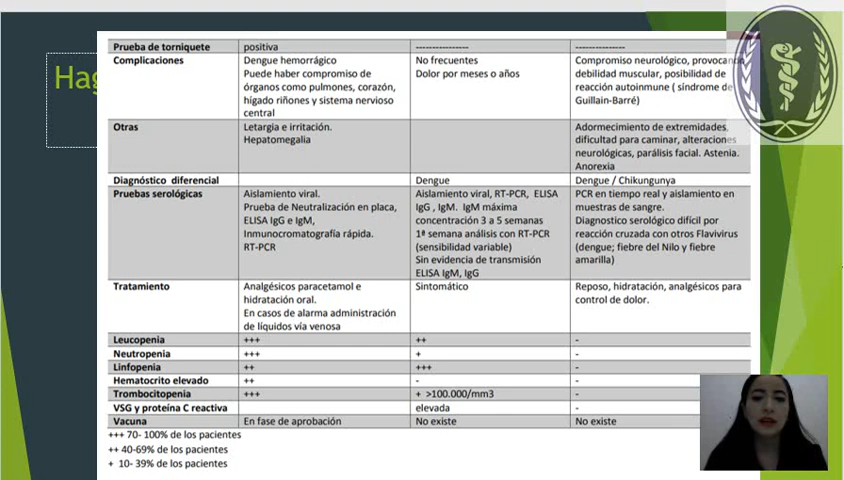 Hag
Prueba de torniquete positiva ---------------- ---------------
Complicaciones Dengue hemorrágico No frecuentes Compromiso neurológico, provocando
Puede haber compromiso de Dolor por meses o años debilidad muscular, posibilidad de
órganos como pulmones, corazón, reacción autoinmune ( síndrome de
hígado riñones y sistema nervioso Guillain-Barré)
central
Otras Letargia e irritación. Adormecimiento de extremidades,
Hepatomegalia dificultad para caminar, alteraciones
neurológicas, parálisis facial. Astenia.
Anorexia
Diagnóstico diferencial Dengue Dengue / Chikungunya
Pruebas serológicas Aislamiento viral. Aislamiento viral, RT-PCR, ELISA PCR en tiempo real y aislamiento en
Prueba de Neutralización en placa, IgG , IgM. IgM máxima muestras de sangre.
ELISA IgG e IgM, concentración 3 a 5 semanas Diagnostico serológico difícil por
Inmunocromatografía rápida. 1ª semana análisis con RT-PCR reacción cruzada con otros Flavivirus
RT-PCR (sensibilidad variable) (dengue; fiebre del Nilo y fiebre
Sin evidencia de transmisión amarilla)
ELISA IgM, IgG
Tratamiento Analgésicos paracetamol e Sintomático Reposo, hidratación, analgésicos para
hidratación oral. control de dolor.
En casos de alarma administración
de líquidos vía venosa
Leucopenia +++ ++ -
Neutropenia +++ + -
Linfopenia ++ +++ -
Hematocrito elevado ++ - -
Trombocitopenia +++ + >100.000/mm3 -
VSG y proteína C reactiva elevada -
Vacuna En fase de aprobación No existe No existe
+++ 70- 100% de los pacientes
++ 40-69% de los pacientes
+ 10- 39% de los pacientes